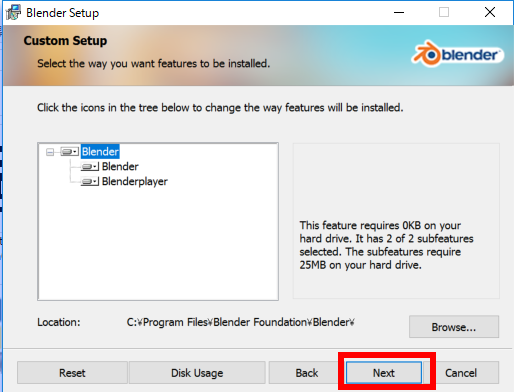 Blender Setup
Custom Setup
Select the way you want features to be installed.
blender
Click the icons in the tree below to change the way features will be installed.
Blender
Blender
Blenderplayer
This feature requires 0KB on your
hard drive. It has 2 of 2 subfeatures
selected. The subfeatures require
25MB on your hard drive.
Location: C:¥Program Files¥Blender Foundation¥Blender¥
Browse...
Reset Disk Usage Back Next Cancel